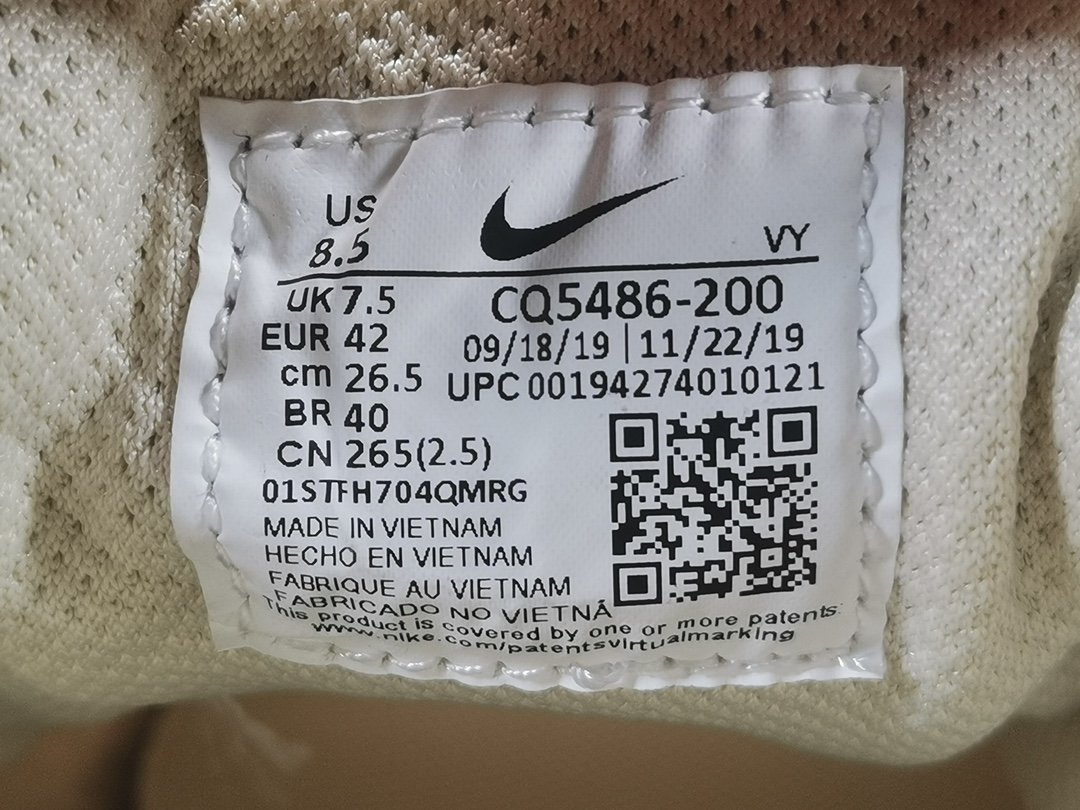 US
8.5
VY
UK 7.5
EUR 42
cm 26.5
BR 40
CN 265(2.5)
CQ5486-200
09/18/19 | 11/22/19
UPC 00194274010121
01STFH704QMRG
MADE IN VIETNAM
HECHO EN VIETNAM
FABRIQUE AU VIETNAM
FABRICADO NO VIETNÃ
This product is covered by one or more patents:
www.nike.com/patentsvirtualmarking